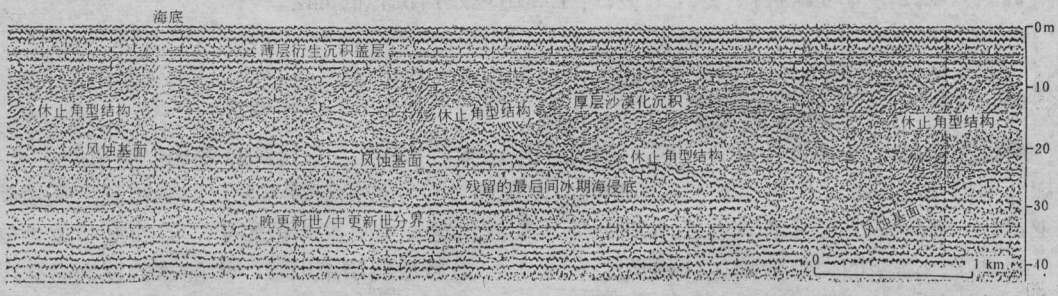 海底
0m
薄层衍生沉积盖层
休止角型结构
休止角型结构
厚层沙漠化沉积
休止角型结构
-10
风蚀基面
风蚀基面
休止角型结构
-20
残留的最后间冰期海侵底
晚更新世/中更新世分界
风蚀基面
-30
0
1 km
-40